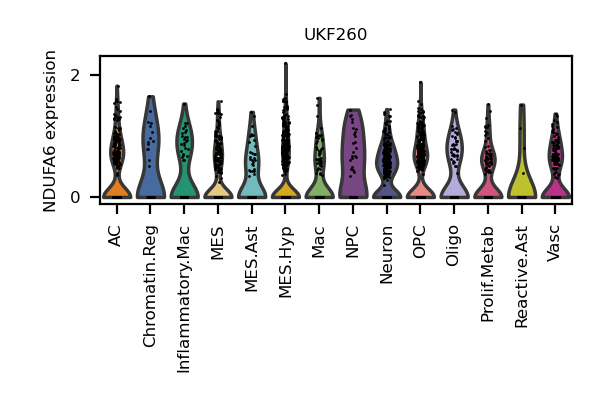 UKF260
NDUFA6 expression
2
0
AC
Chromatin.Reg
Inflammatory.Mac
MES
MES.Ast
MES.Hyp
Mac
NPC
Neuron
OPC
Oligo
Prolif.Metab
Reactive.Ast
Vasc